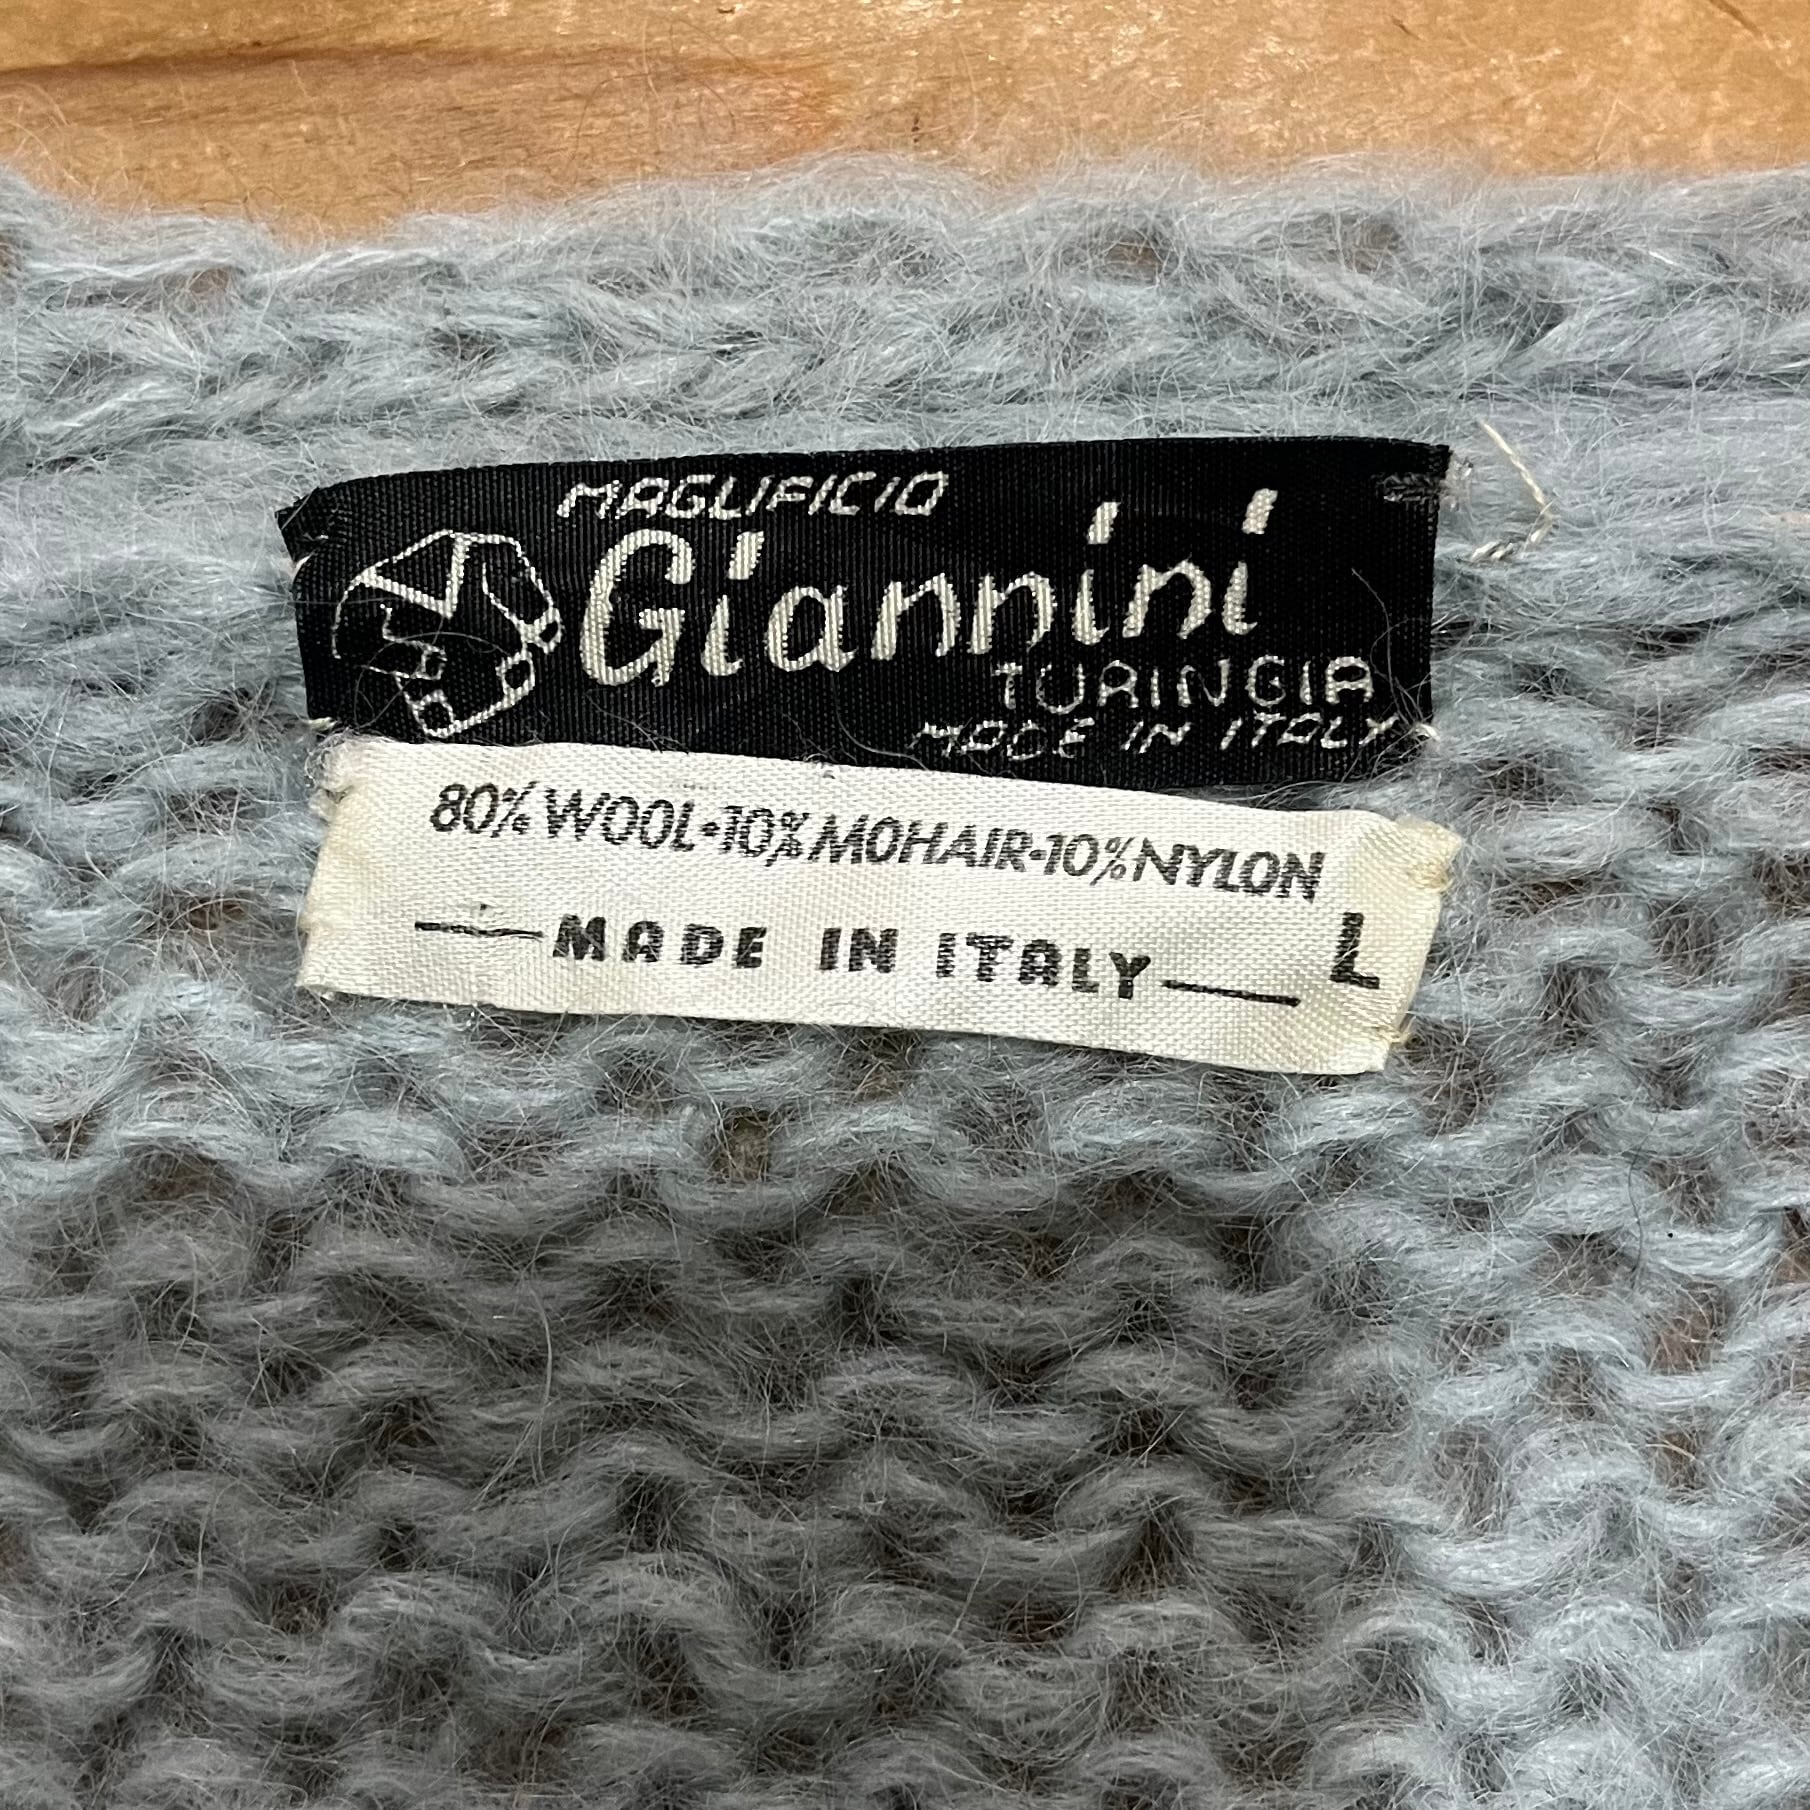 MAGLIFICIO
Giannini
TURINGIA
MADE IN ITALY
80% WOOL•10% MOHAIR•10% NYLON
MADE IN ITALY
L